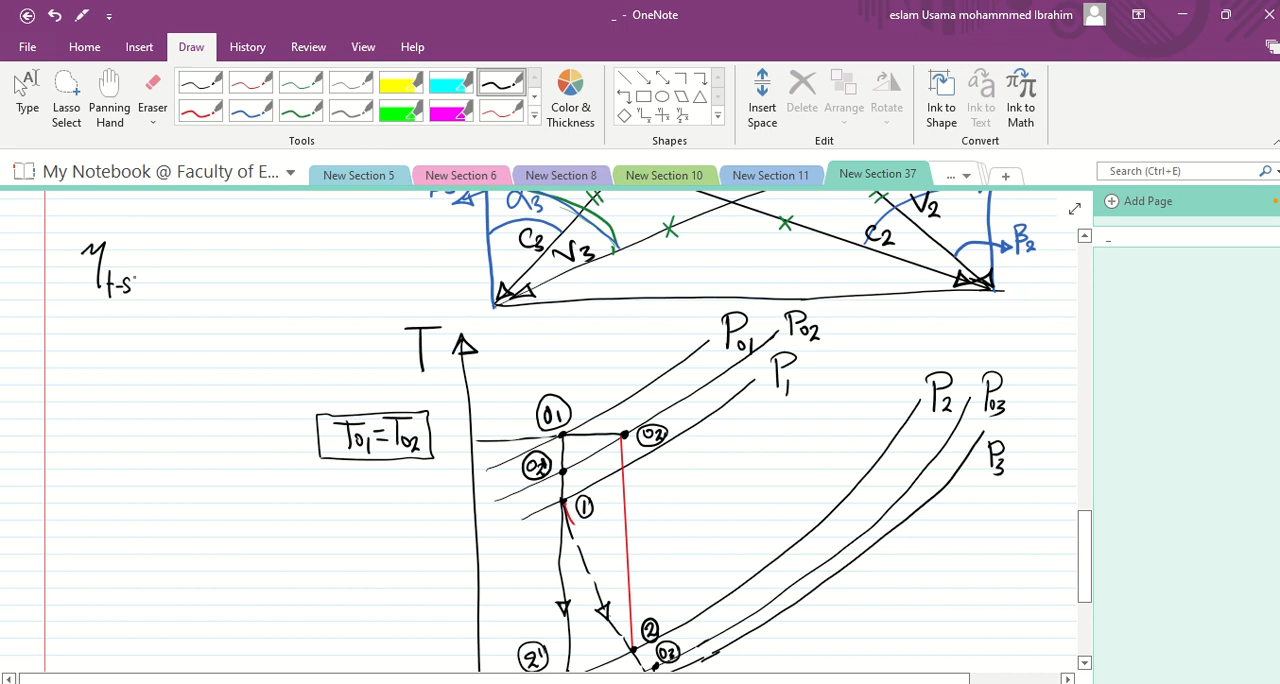 _ - OneNote
eslam Usama mohammmed Ibrahim
File Home Insert Draw History Review View Help
Type
Lasso Select
Panning Hand
Eraser
Color & Thickness
Insert Space
Delete
Arrange
Rotate
Ink to Shape
Ink to Text
Ink to Math
Tools
Shapes
Edit
Convert
My Notebook @ Faculty of E...
New Section 5
New Section 6
New Section 8
New Section 10
New Section 11
New Section 37
...
Search (Ctrl+E)
Add Page
_
α3
V2
C3
V3
C2
β2
η t-s
T
P01
P02
P1
P2
P03
P3
T01=T02
01
02
02'
1
2
03
2'